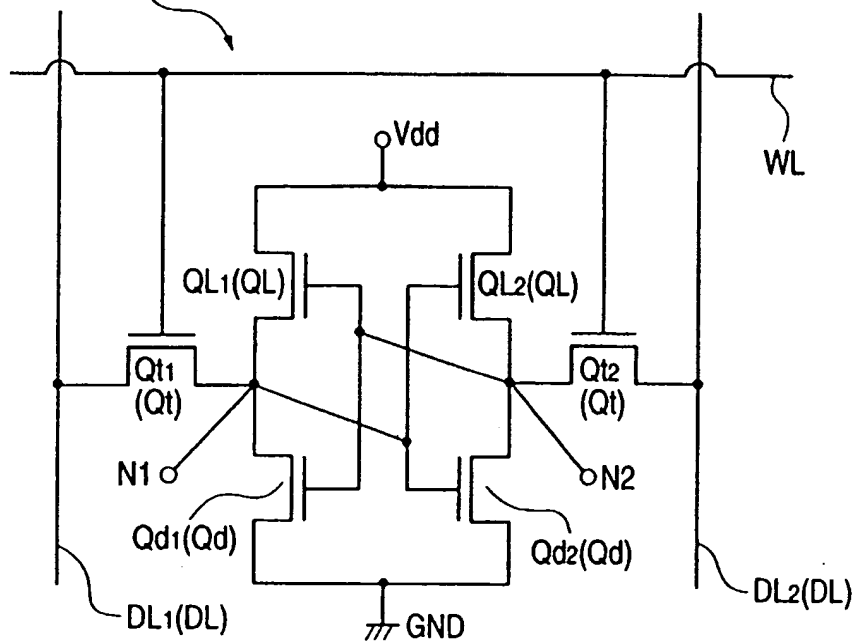 Vdd
WL
QL1(QL)
QL2(QL)
Qt1
(Qt)
Qt2
(Qt)
N1
N2
Qd1(Qd)
Qd2(Qd)
DL1(DL)
DL2(DL)
GND